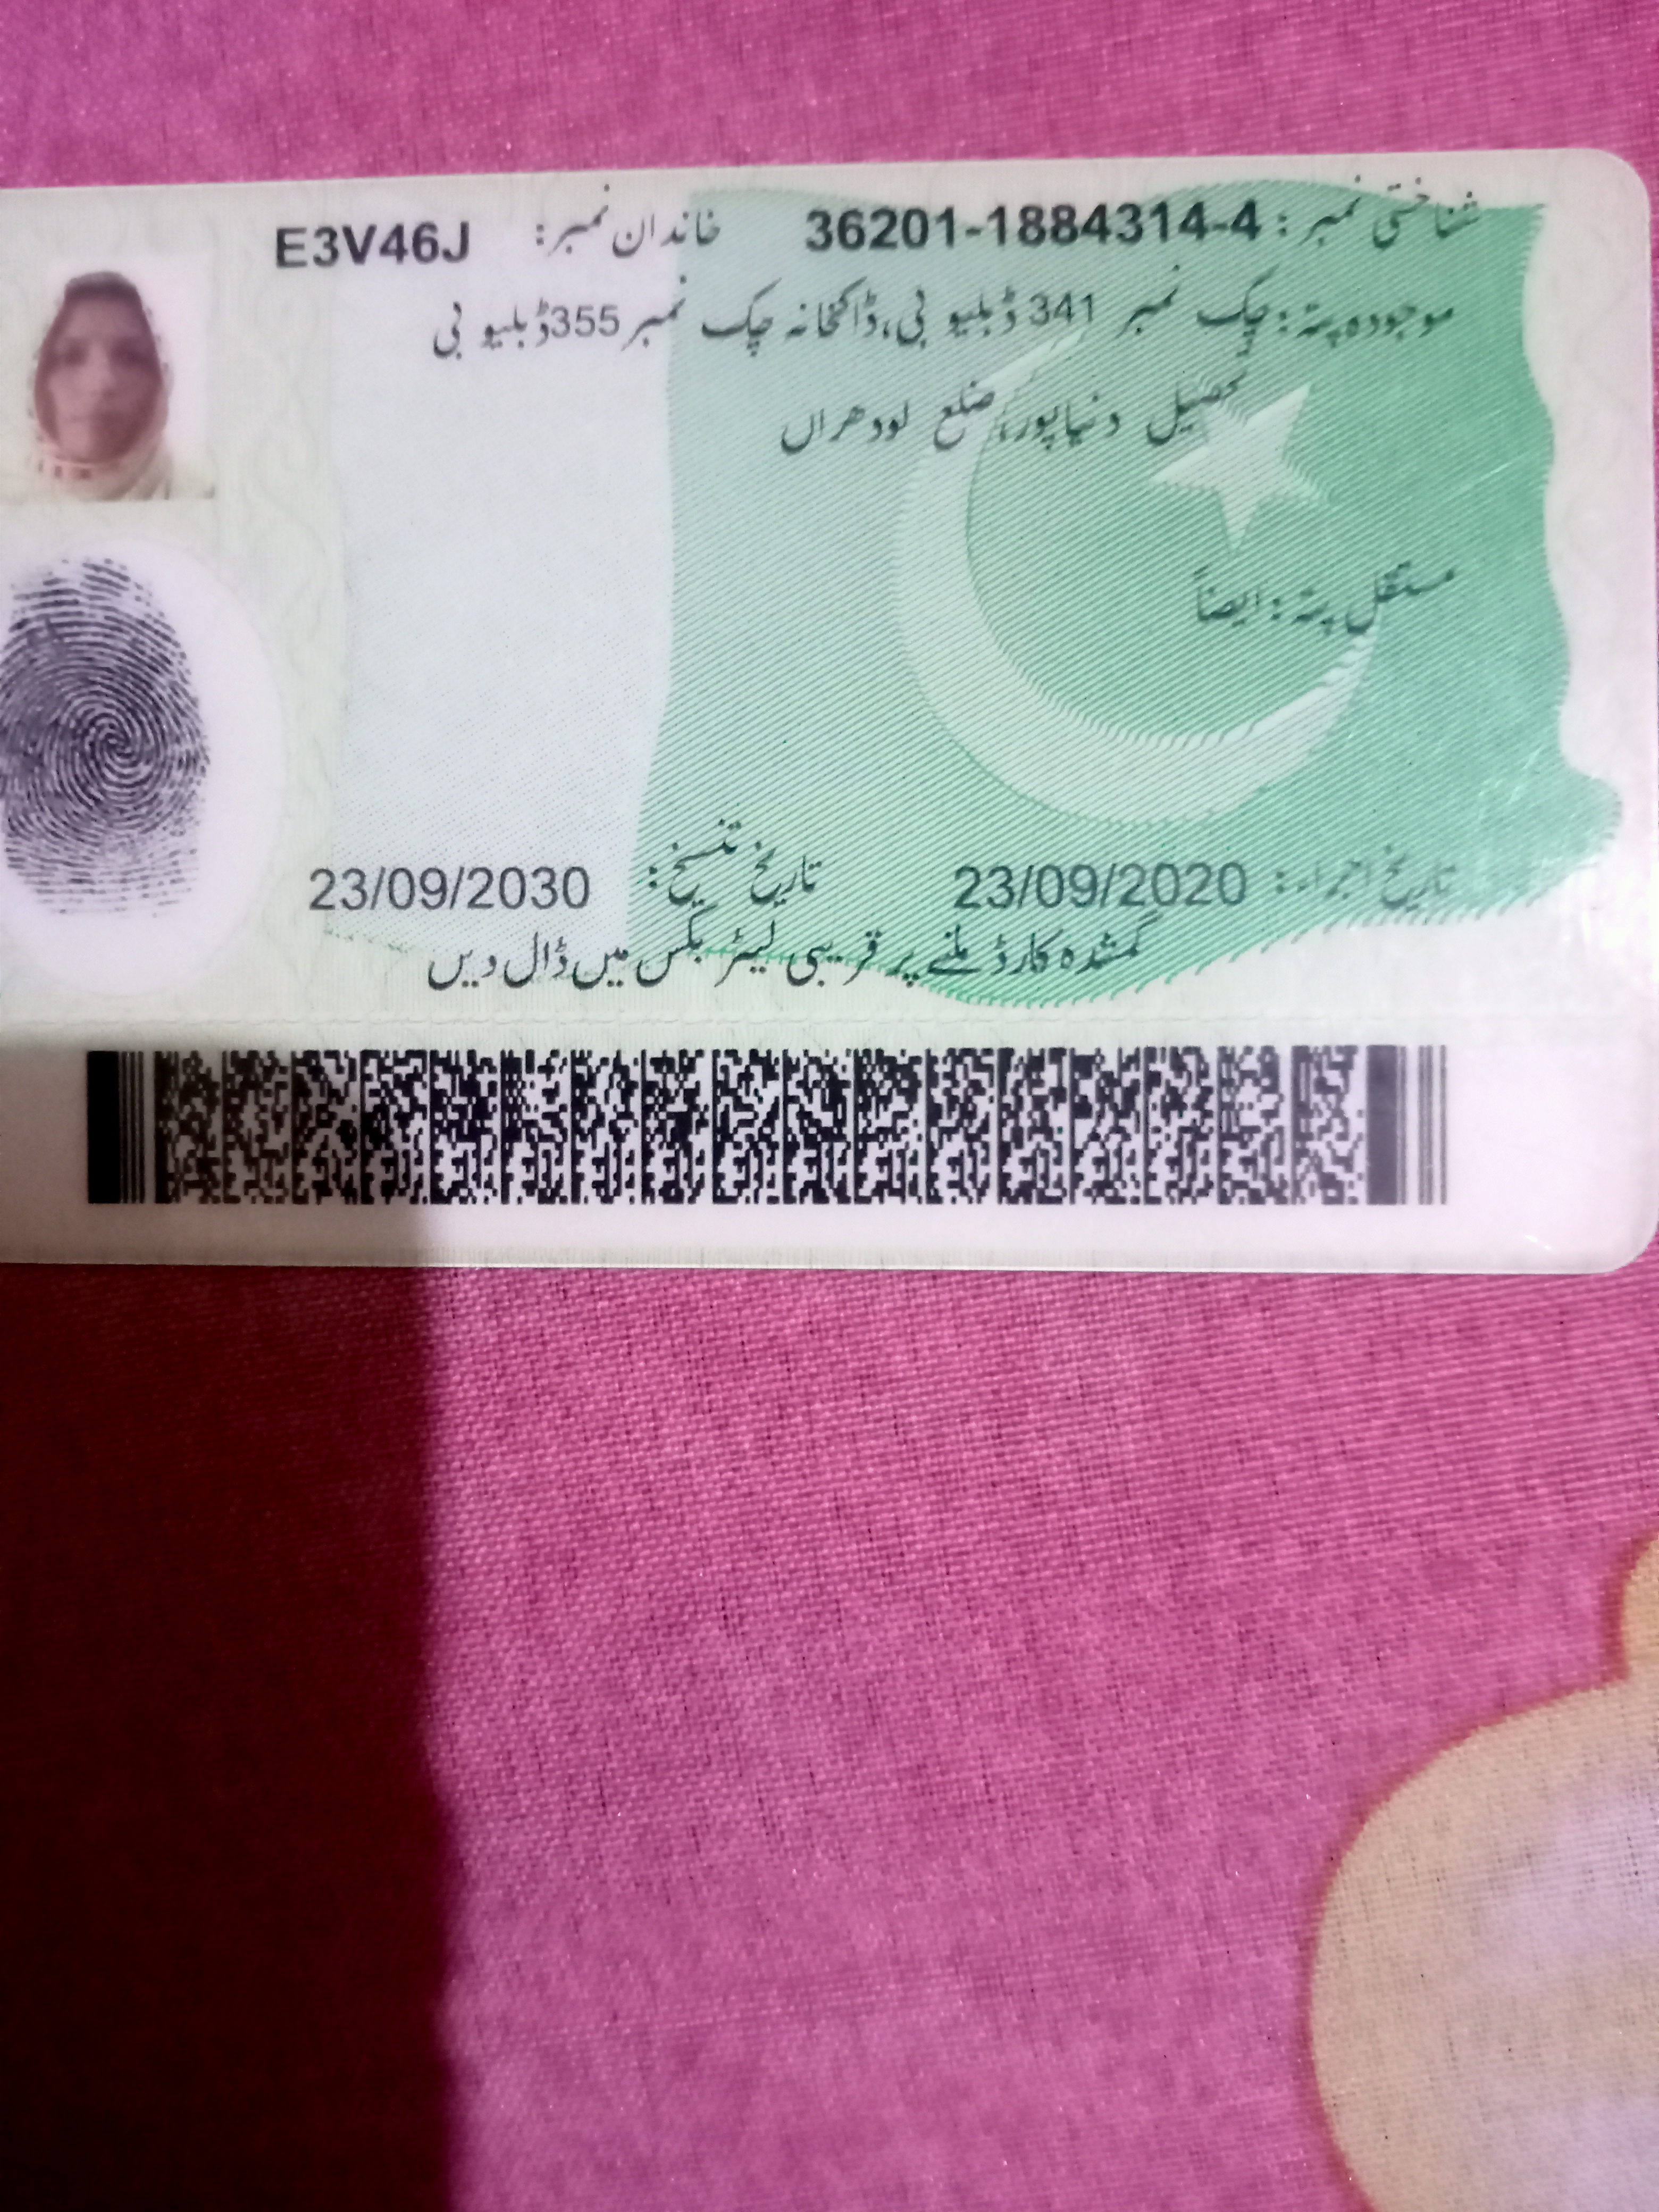 شناختی نمبر: 36201-1884314-4 خاندان نمبر: E3V46J
موجودہ پتہ: چک نمبر 341 ڈبلیو بی، ڈاکخانہ چک نمبر 355 ڈبلیو بی
تحصیل دنیاپور، ضلع لودھراں
مستقل پتہ: ایضاً
تاریخ اجراء: 23/09/2020 تاریخ تنسیخ: 23/09/2030
گمشدہ کارڈ ملنے پر قریبی لیٹر بکس میں ڈال دیں